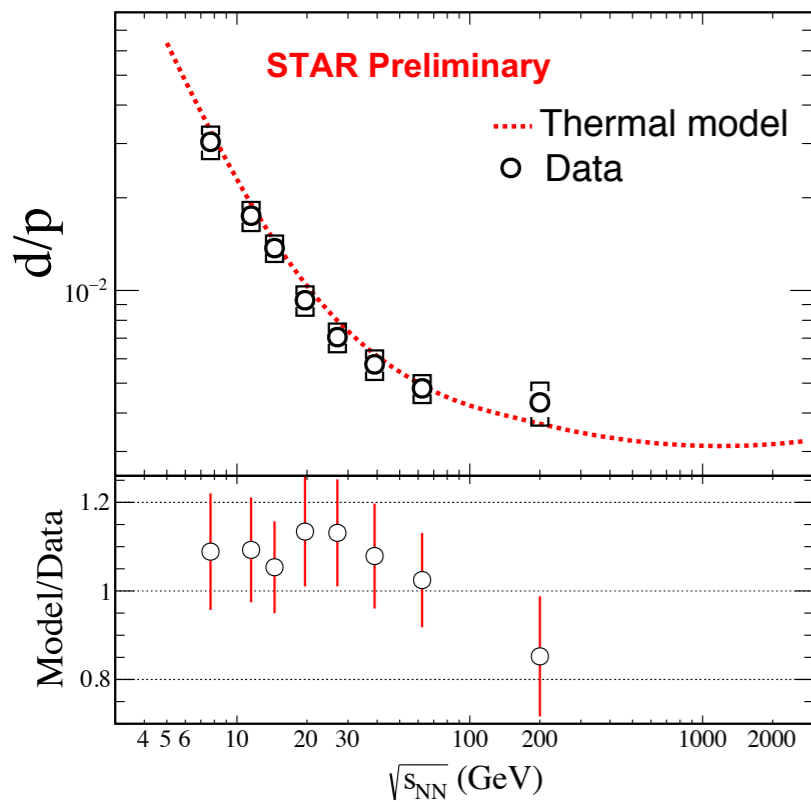 STAR Preliminary
Thermal model
Data
d/p
10⁻²
Model/Data
1.2
1
0.8
4 5 6 10 20 30 100 200 1000 2000
√sNN (GeV)